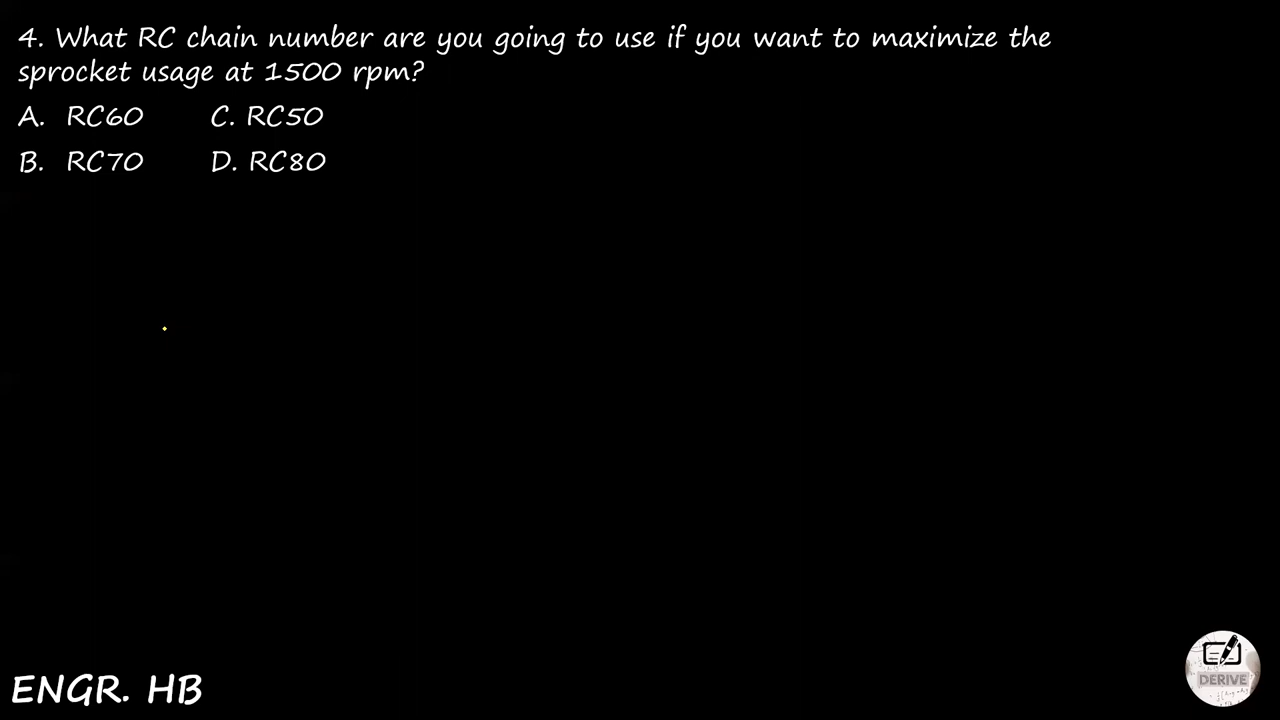 4. What RC chain number are you going to use if you want to maximize the
sprocket usage at 1500 rpm?
A. RC60 C. RC50
B. RC70 D. RC80
ENGR. HB
DERIVE